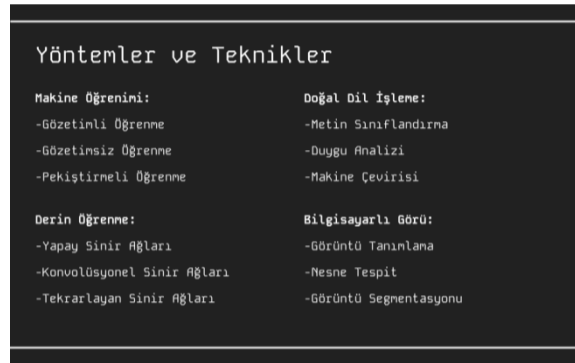 Yöntemler ve Teknikler
Makine Öğrenimi:
-Gözetimli Öğrenme
-Gözetimsiz Öğrenme
-Pekiştirmeli Öğrenme
Derin Öğrenme:
-Yapay Sinir Ağları
-Konvolüsyonel Sinir Ağları
-Tekrarlayan Sinir Ağları
Doğal Dil İşleme:
-Metin Sınıflandırma
-Duygu Analizi
-Makine Çevirisi
Bilgisayarlı Görü:
-Görüntü Tanımlama
-Nesne Tespit
-Görüntü Segmentasyonu